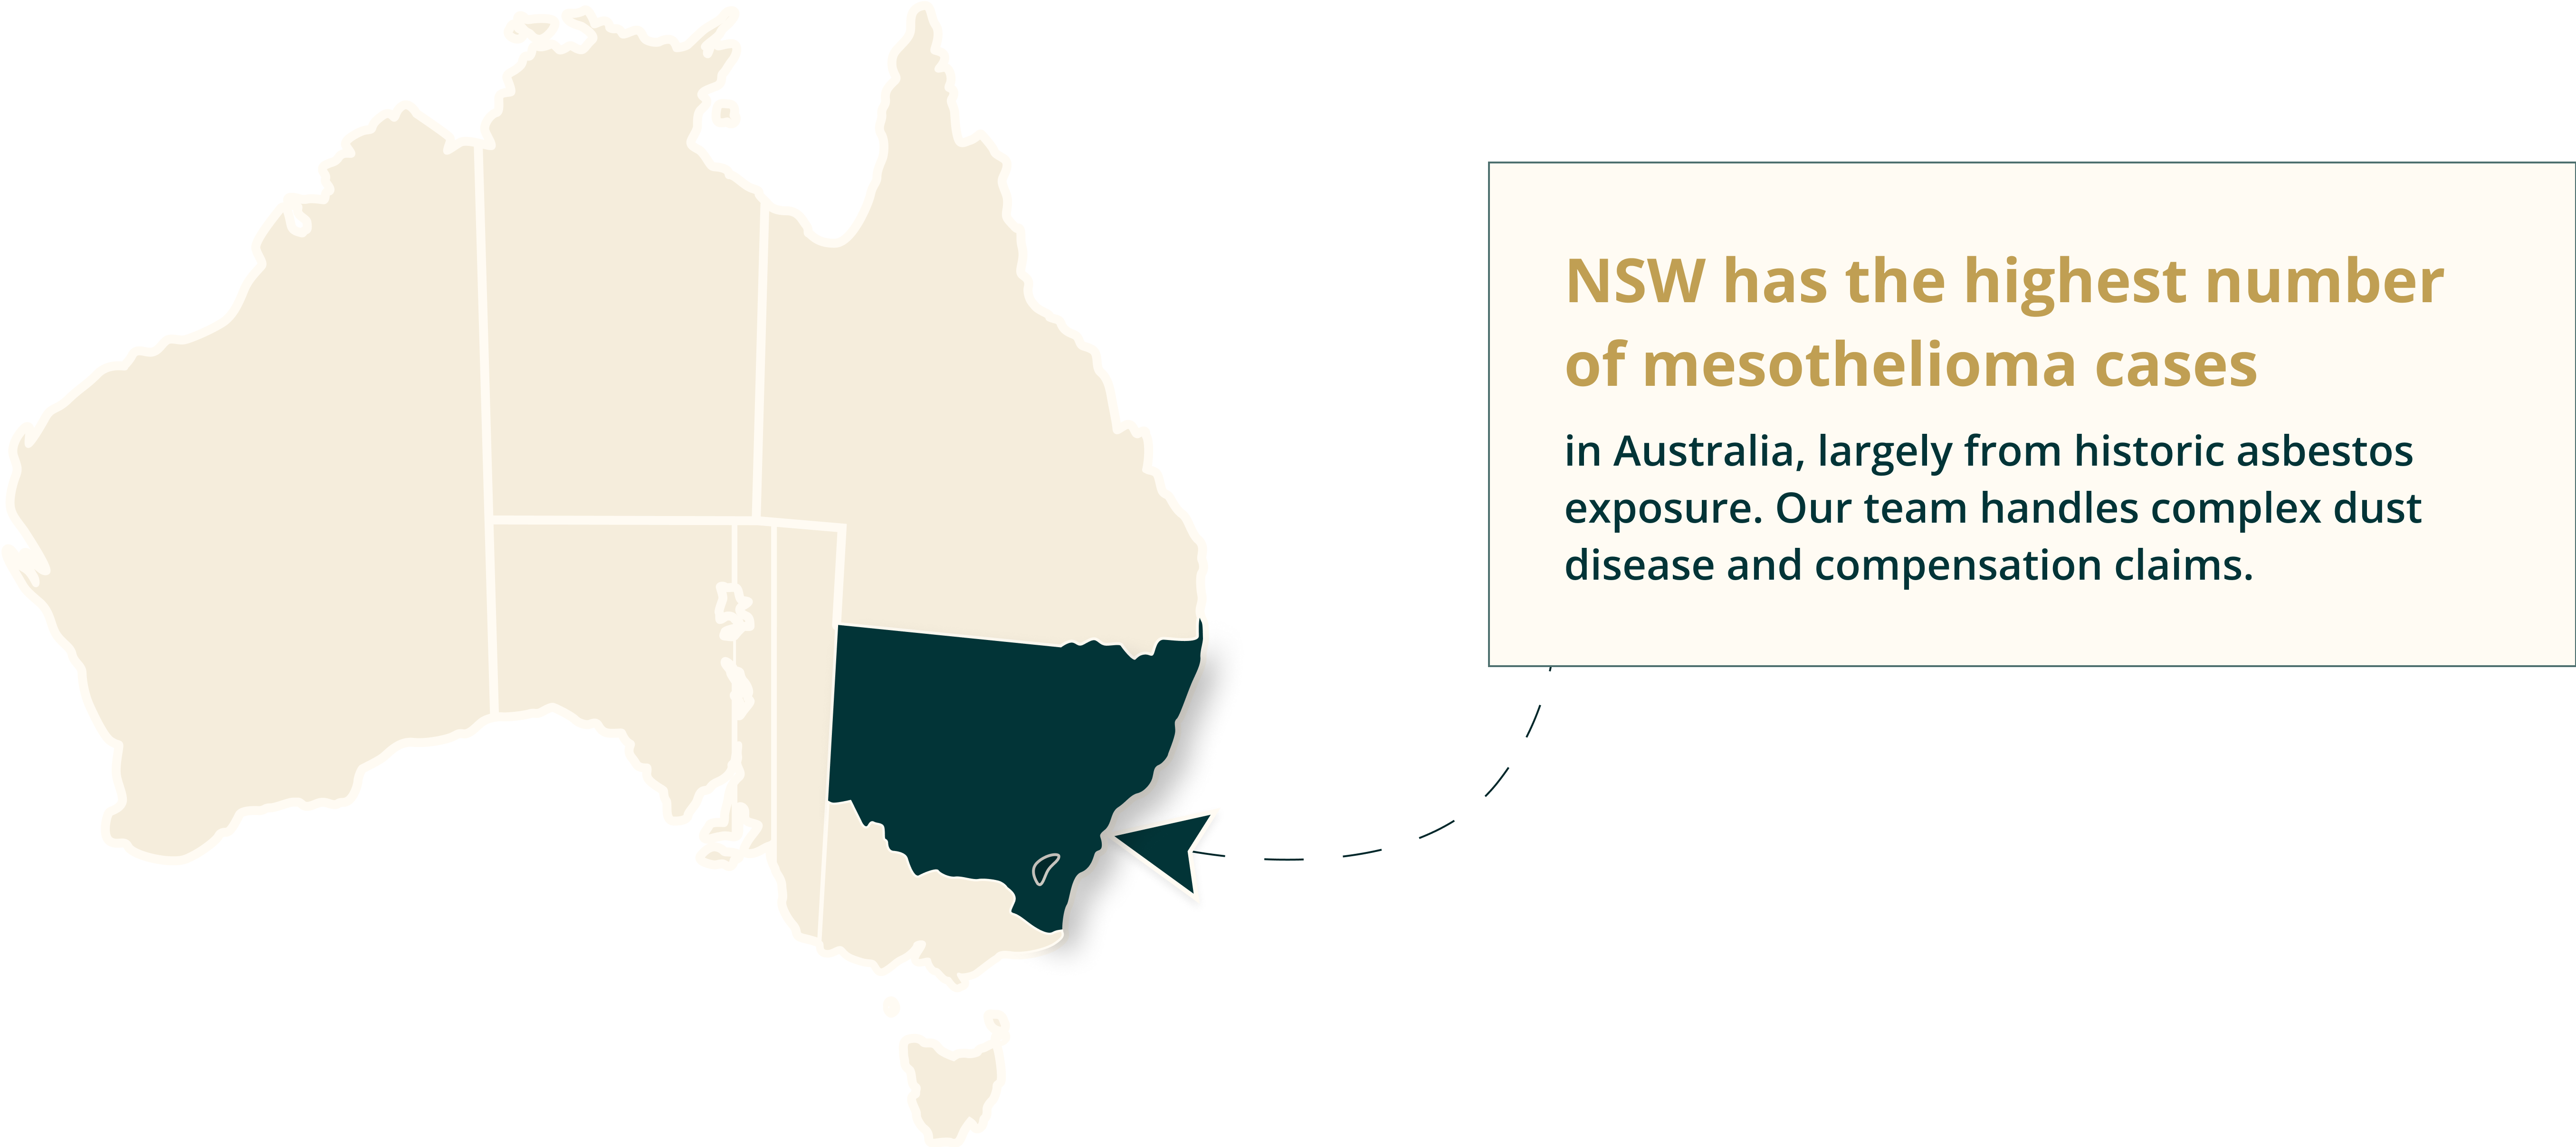 NSW has the highest number
of mesothelioma cases
in Australia, largely from historic asbestos
exposure. Our team handles complex dust
disease and compensation claims.